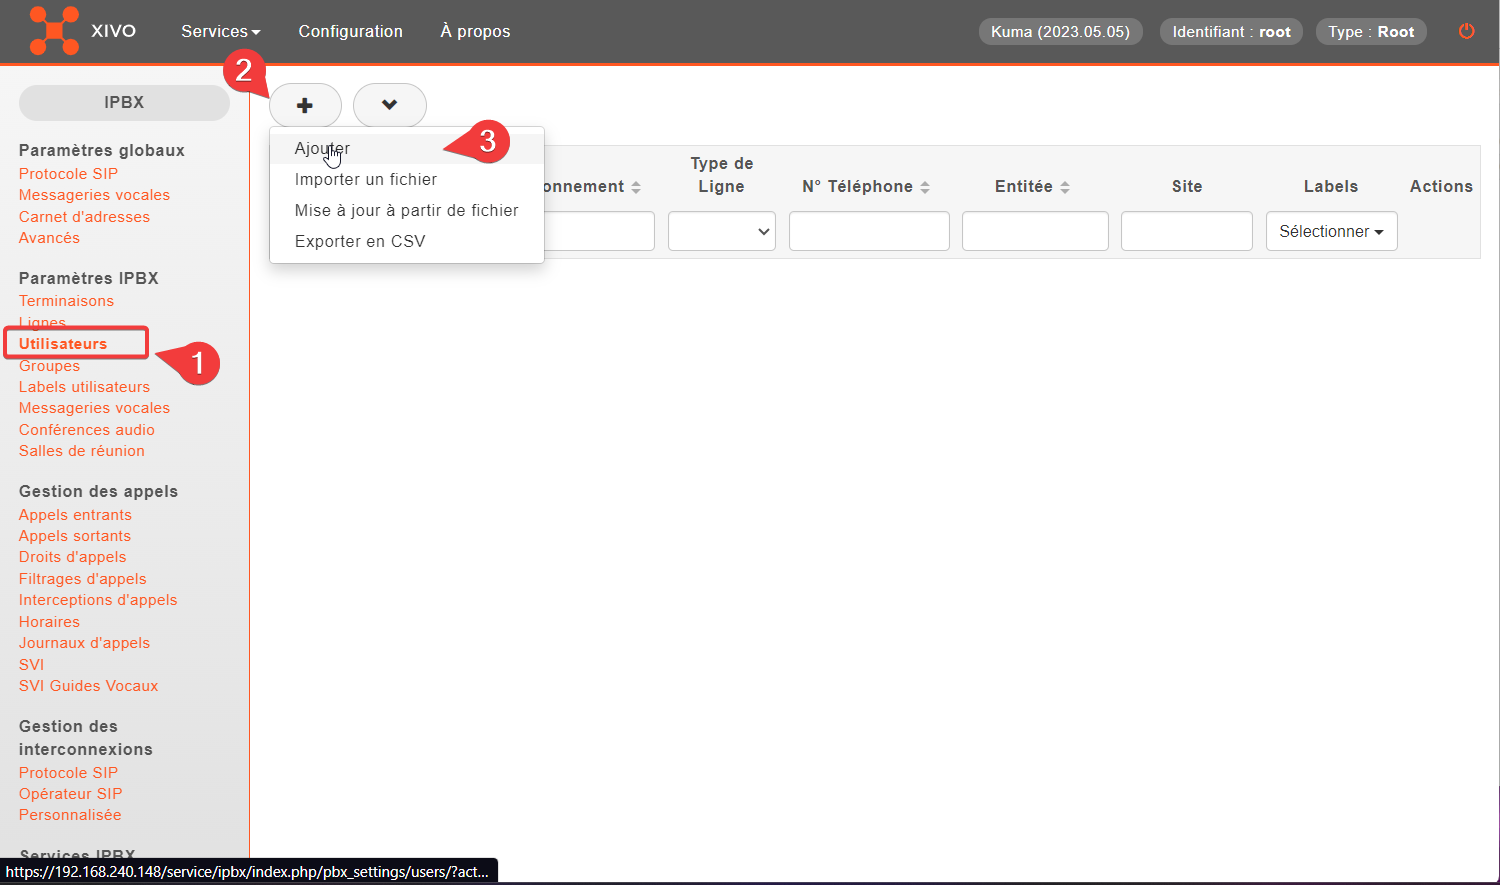 XIVO
Services
Configuration
À propos
Kuma (2023.05.05)
Identifiant : root
Type : Root
2
IPBX
Paramètres globaux
Protocole SIP
Messageries vocales
Carnet d'adresses
Avancés
Paramètres IPBX
Terminaisons
Lignes
Utilisateurs
1
Groupes
Labels utilisateurs
Messageries vocales
Conférences audio
Salles de réunion
Gestion des appels
Appels entrants
Appels sortants
Droits d'appels
Filtrages d'appels
Interceptions d'appels
Horaires
Journaux d'appels
SVI
SVI Guides Vocaux
Gestion des
interconnexions
Protocole SIP
Opérateur SIP
Personnalisée
Services IPBX
Ajouter
3
Importer un fichier
Mise à jour à partir de fichier
Exporter en CSV
onnement
Type de
Ligne
N° Téléphone
Entitée
Site
Labels
Actions
Sélectionner
https://192.168.240.148/service/ipbx/index.php/pbx_settings/users/?act...